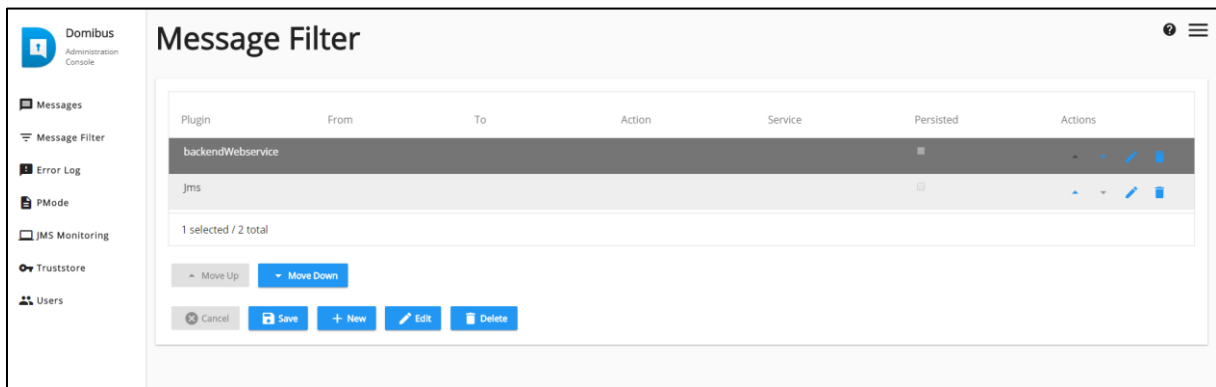 Domibus
Administration
Console
Message Filter
Messages
Message Filter
Error Log
PMode
JMS Monitoring
Truststore
Users
Plugin From To Action Service Persisted Actions
backendWebservice
Jms
1 selected / 2 total
Move Up Move Down
Cancel Save New Edit Delete